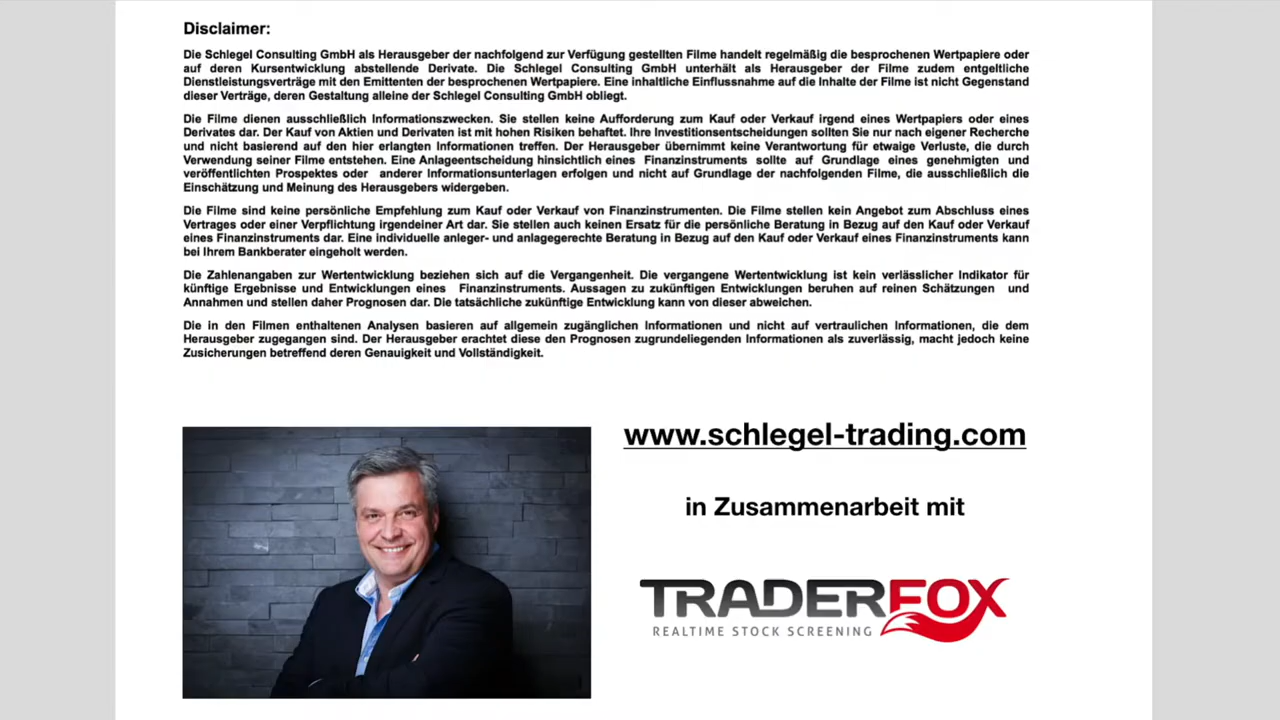 Disclaimer:
Die Schlegel Consulting GmbH als Herausgeber der nachfolgend zur Verfügung gestellten Filme handelt regelmäßig die besprochenen Wertpapiere oder
auf deren Kursentwicklung abstellende Derivate. Die Schlegel Consulting GmbH unterhält als Herausgeber der Filme zudem entgeltliche
Dienstleistungsverträge mit den Emittenten der besprochenen Wertpapiere. Eine inhaltliche Einflussnahme auf die Inhalte der Filme ist nicht Gegenstand
dieser Verträge, deren Gestaltung alleine der Schlegel Consulting GmbH obliegt.
Die Filme dienen ausschließlich Informationszwecken. Sie stellen keine Aufforderung zum Kauf oder Verkauf irgend eines Wertpapiers oder eines
Derivates dar. Der Kauf von Aktien und Derivaten ist mit hohen Risiken behaftet. Ihre Investitionsentscheidungen sollten Sie nur nach eigener Recherche
und nicht basierend auf den hier erlangten Informationen treffen. Der Herausgeber übernimmt keine Verantwortung für etwaige Verluste, die durch
Verwendung seiner Filme entstehen. Eine Anlageentscheidung hinsichtlich eines Finanzinstruments sollte auf Grundlage eines genehmigten und
veröffentlichten Prospektes oder anderer Informationsunterlagen erfolgen und nicht auf Grundlage der nachfolgenden Filme, die ausschließlich die
Einschätzung und Meinung des Herausgebers widergeben.
Die Filme sind keine persönliche Empfehlung zum Kauf oder Verkauf von Finanzinstrumenten. Die Filme stellen kein Angebot zum Abschluss eines
Vertrages oder einer Verpflichtung irgendeiner Art dar. Sie stellen auch keinen Ersatz für die persönliche Beratung in Bezug auf den Kauf oder Verkauf
eines Finanzinstruments dar. Eine individuelle anleger- und anlagegerechte Beratung in Bezug auf den Kauf oder Verkauf eines Finanzinstruments kann
bei Ihrem Bankberater eingeholt werden.
Die Zahlenangaben zur Wertentwicklung beziehen sich auf die Vergangenheit. Die vergangene Wertentwicklung ist kein verlässlicher Indikator für
künftige Ergebnisse und Entwicklungen eines Finanzinstruments. Aussagen zu zukünftigen Entwicklungen beruhen auf reinen Schätzungen und
Annahmen und stellen daher Prognosen dar. Die tatsächliche zukünftige Entwicklung kann von dieser abweichen.
Die in den Filmen enthaltenen Analysen basieren auf allgemein zugänglichen Informationen und nicht auf vertraulichen Informationen, die dem
Herausgeber zugegangen sind. Der Herausgeber erachtet diese den Prognosen zugrundeliegenden Informationen als zuverlässig, macht jedoch keine
Zusicherungen betreffend deren Genauigkeit und Vollständigkeit.
www.schlegel-trading.com
in Zusammenarbeit mit
TRADERFOX
REALTIME STOCK SCREENING